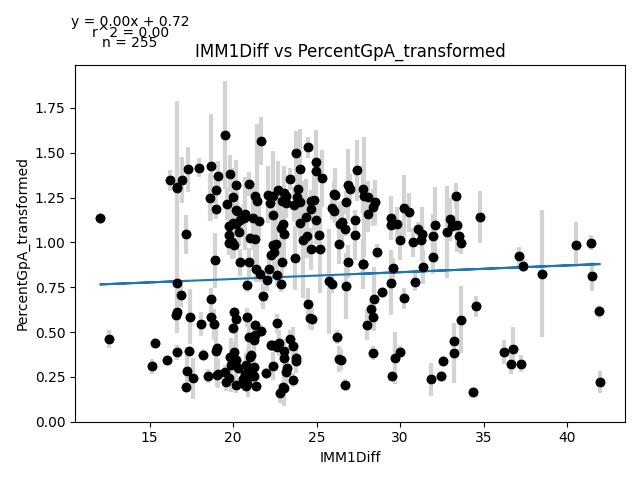 y = 0.00x + 0.72
r^2 = 0.00
n = 255
IMM1Diff vs PercentGpA_transformed
1.75
1.50
1.25
1.00
0.75
0.50
0.25
0.00
PercentGpA_transformed
15 20 25 30 35 40
IMM1Diff